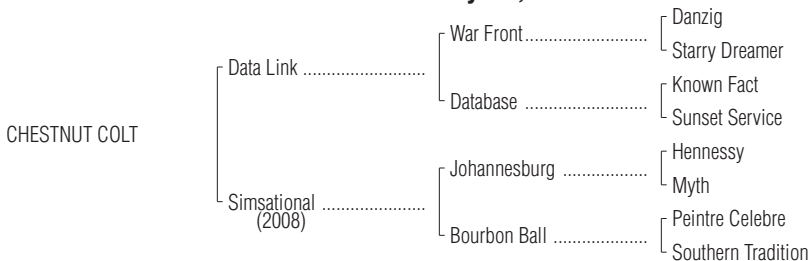 Danzig
War Front..........................
Starry Dreamer
Data Link ..........................
Known Fact
Database ..........................
Sunset Service
CHESTNUT COLT
Hennessy
Johannesburg ..................
Myth
Simsational ......................
(2008)
Peintre Celebre
Bourbon Ball ....................
Southern Tradition